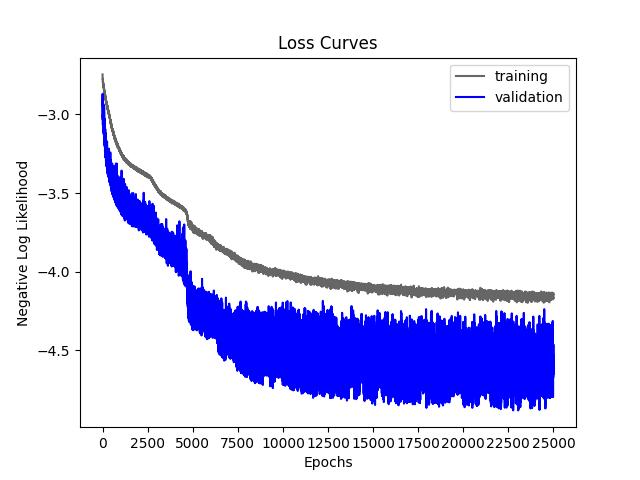 Loss Curves
training
validation
Negative Log Likelihood
−3.0
−3.5
−4.0
−4.5
0 2500 5000 7500 10000 12500 15000 17500 20000 22500 25000
Epochs